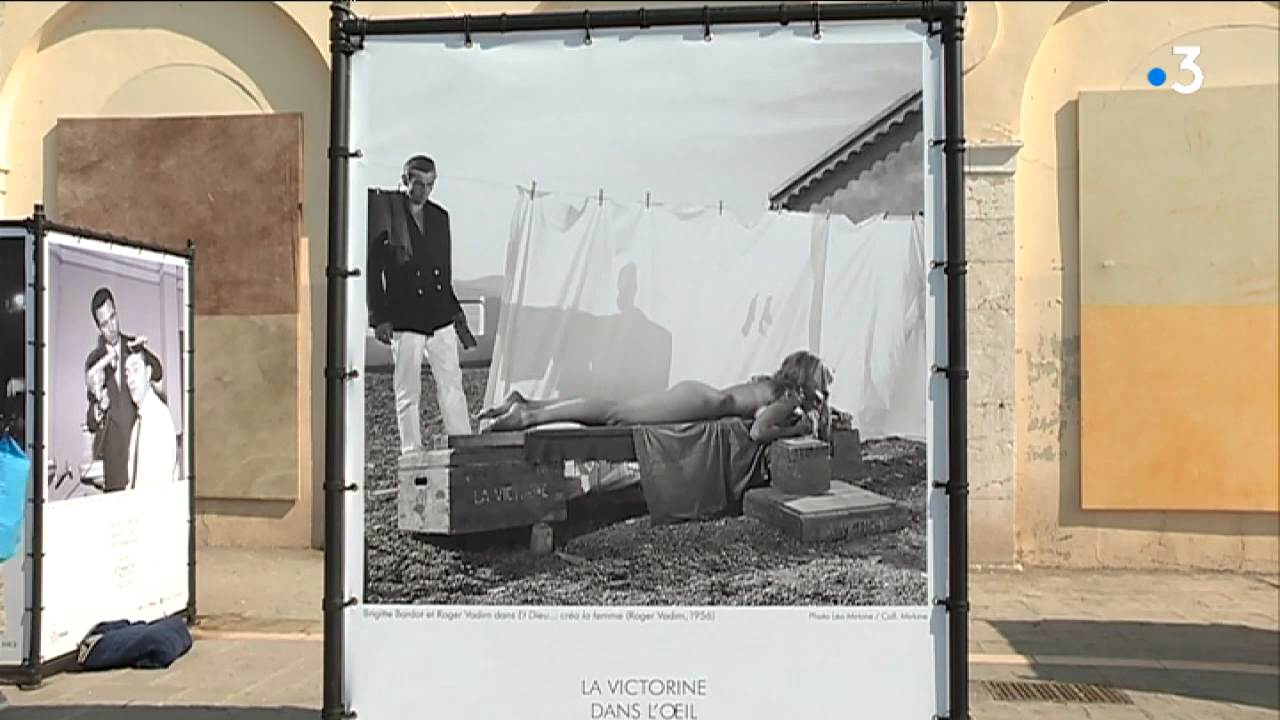 3
LA VICTORINE
Brigitte Bardot et Roger Vadim dans Et Dieu... créa la femme (Roger Vadim, 1956)
Photo Léo Mirkine / Coll. Mirkine
LA VICTORINE
DANS L'ŒIL